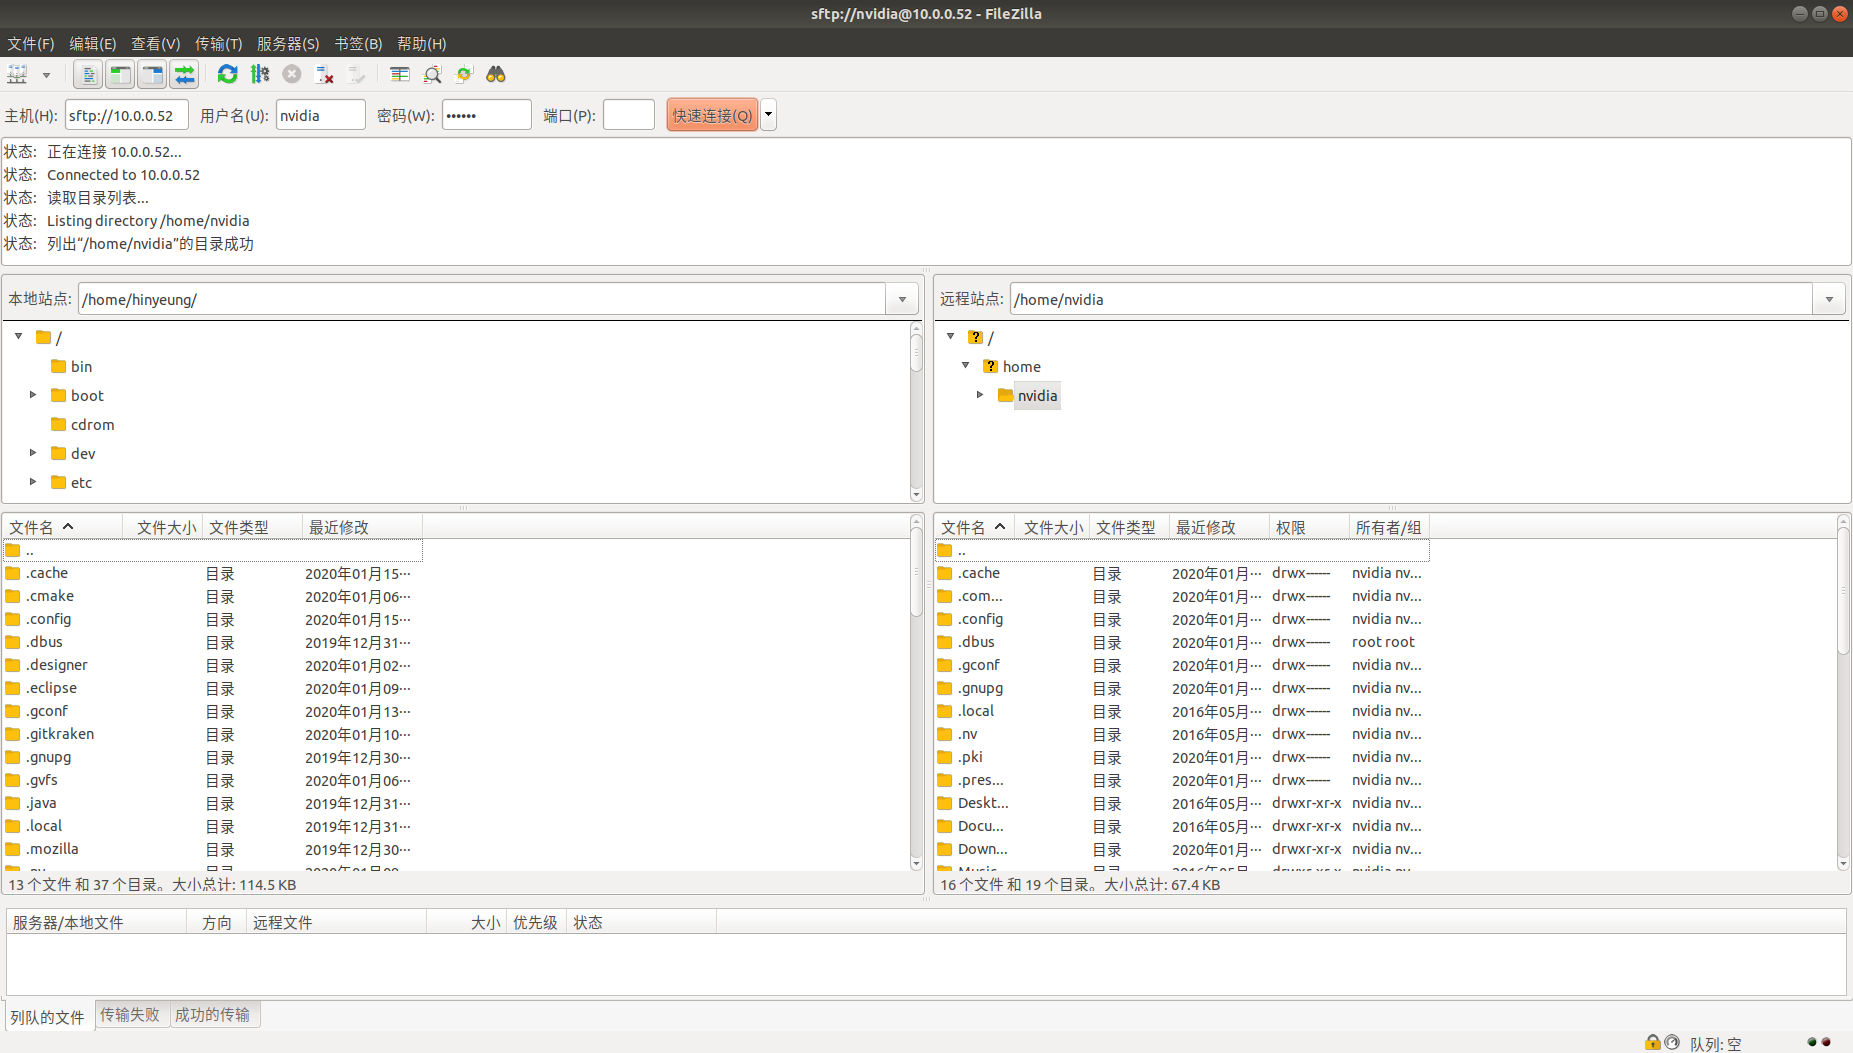 sftp://nvidia@10.0.0.52 - FileZilla
文件(F) 编辑(E) 查看(V) 传输(T) 服务器(S) 书签(B) 帮助(H)
主机(H): sftp://10.0.0.52 用户名(U): nvidia 密码(W): •••••• 端口(P): 快速连接(Q)
状态: 正在连接 10.0.0.52...
状态: Connected to 10.0.0.52
状态: 读取目录列表...
状态: Listing directory /home/nvidia
状态: 列出“/home/nvidia”的目录成功
本地站点: /home/hinyeung/
/
bin
boot
cdrom
dev
etc
远程站点: /home/nvidia
/
home
nvidia
文件名 文件大小 文件类型 最近修改
..
.cache 目录 2020年01月15···
.cmake 目录 2020年01月06···
.config 目录 2020年01月15···
.dbus 目录 2019年12月31···
.designer 目录 2020年01月02···
.eclipse 目录 2020年01月09···
.gconf 目录 2020年01月13···
.gitkraken 目录 2020年01月10···
.gnupg 目录 2019年12月30···
.gvfs 目录 2020年01月06···
.java 目录 2019年12月31···
.local 目录 2019年12月31···
.mozilla 目录 2019年12月30···
13 个文件 和 37 个目录。大小总计: 114.5 KB
文件名 文件大小 文件类型 最近修改 权限 所有者/组
..
.cache 目录 2020年01月··· drwx------ nvidia nv...
.com... 目录 2020年01月··· drwx------ nvidia nv...
.config 目录 2020年01月··· drwx------ nvidia nv...
.dbus 目录 2020年01月··· drwx------ root root
.gconf 目录 2020年01月··· drwx------ nvidia nv...
.gnupg 目录 2020年01月··· drwx------ nvidia nv...
.local 目录 2016年05月··· drwx------ nvidia nv...
.nv 目录 2016年05月··· drwx------ nvidia nv...
.pki 目录 2020年01月··· drwx------ nvidia nv...
.pres... 目录 2020年01月··· drwx------ nvidia nv...
Deskt... 目录 2016年05月··· drwxr-xr-x nvidia nv...
Docu... 目录 2016年05月··· drwxr-xr-x nvidia nv...
Down... 目录 2020年01月··· drwxr-xr-x nvidia nv...
16 个文件 和 19 个目录。大小总计: 67.4 KB
服务器/本地文件 方向 远程文件 大小 优先级 状态
列队的文件 传输失败 成功的传输
队列: 空